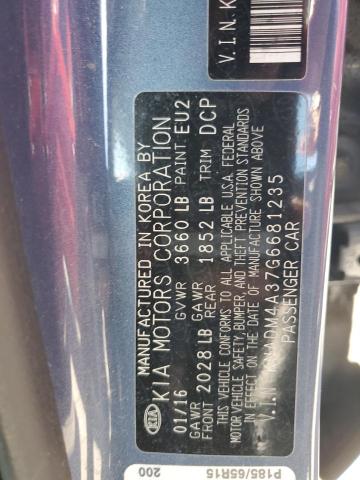 MANUFACTURED IN KOREA BY
KIA KIA MOTORS CORPORATION
01/16 GVWR 3660 LB PAINT EU2
GAWR FRONT 2028 LB GAWR REAR 1852 LB TRIM DCP
THIS VEHICLE CONFORMS TO ALL APPLICABLE U.S.A. FEDERAL
MOTOR VEHICLE SAFETY, BUMPER, AND THEFT PREVENTION STANDARDS
IN EFFECT ON THE DATE OF MANUFACTURE SHOWN ABOVE
V.I.N. KNADM4A37G6681235
PASSENGER CAR
V.I.N. K
P185/65R15
200